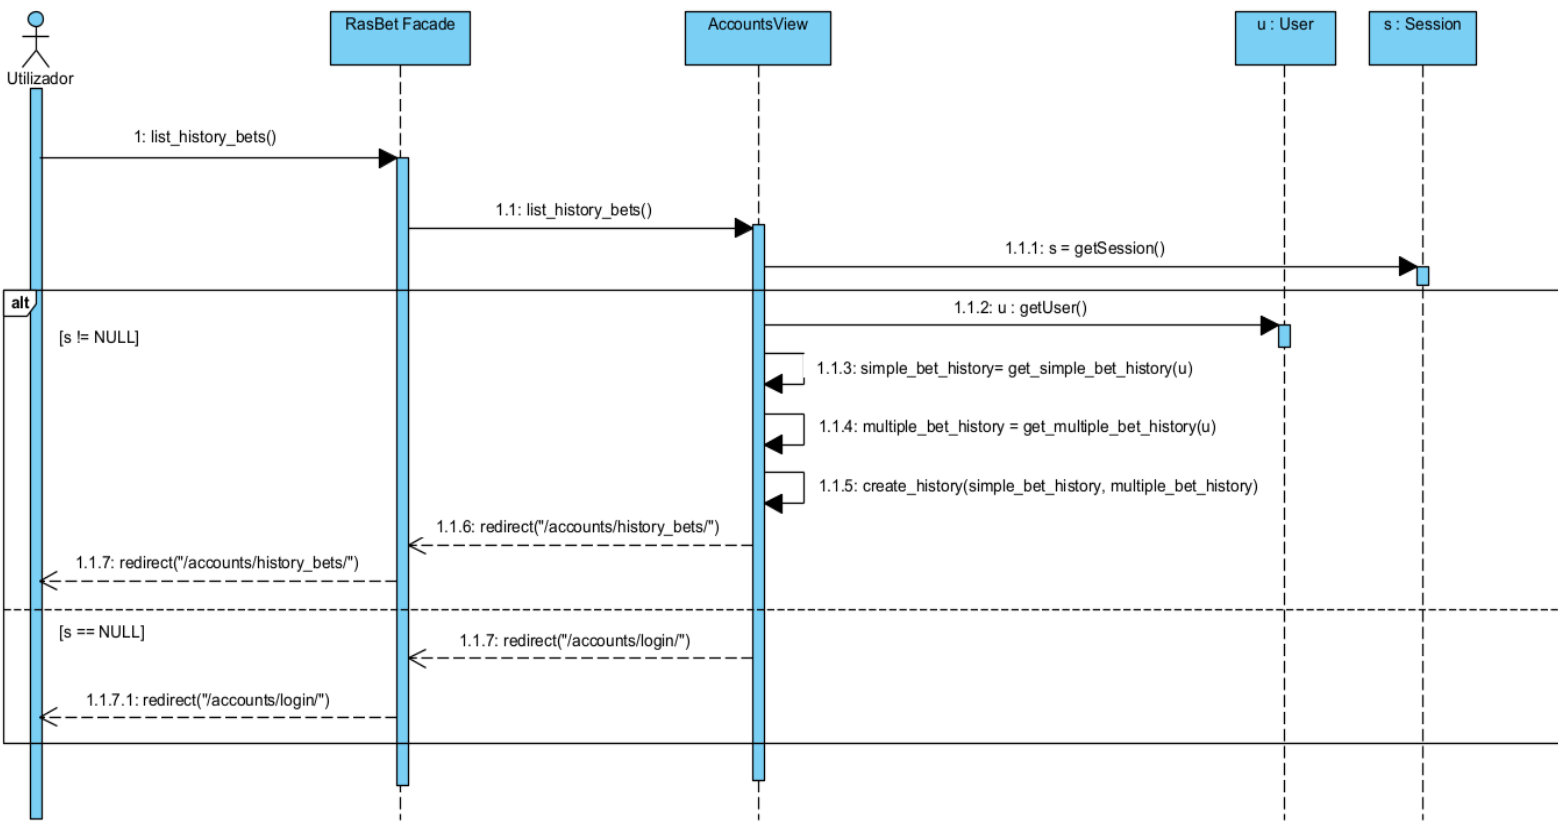 Utilizador
RasBet Facade
AccountsView
u : User
s : Session
1: list_history_bets()
1.1: list_history_bets()
1.1.1: s = getSession()
alt
1.1.2: u : getUser()
[s != NULL]
1.1.3: simple_bet_history= get_simple_bet_history(u)
1.1.4: multiple_bet_history = get_multiple_bet_history(u)
1.1.5: create_history(simple_bet_history, multiple_bet_history)
1.1.6: redirect("/accounts/history_bets/")
1.1.7: redirect("/accounts/history_bets/")
[s == NULL]
1.1.7: redirect("/accounts/login/")
1.1.7.1: redirect("/accounts/login/")